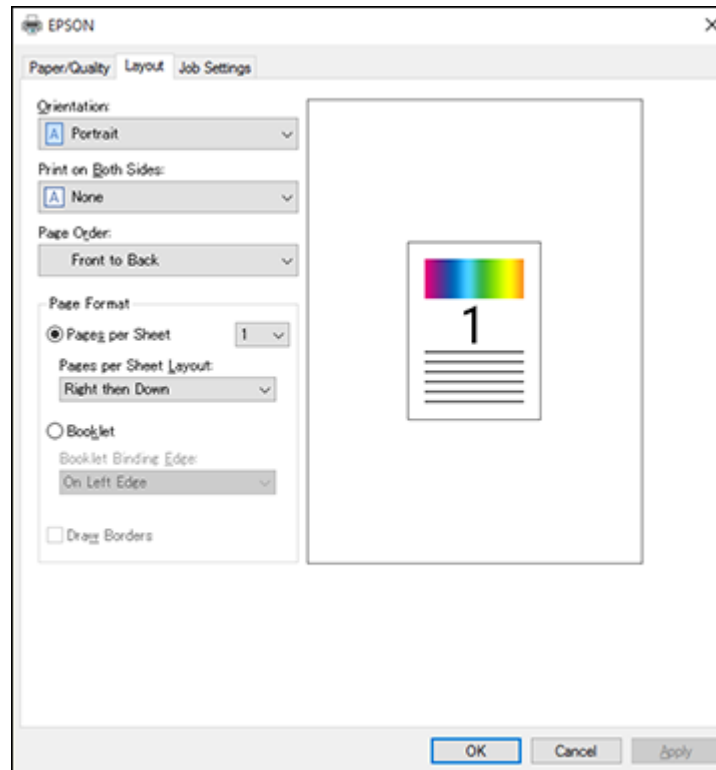 EPSON
Paper/Quality Layout Job Settings
Orientation:
A Portrait
Print on Both Sides:
A None
Page Order:
Front to Back
Page Format
Pages per Sheet 1
Pages per Sheet Layout:
Right then Down
Booklet
Booklet Binding Edge:
On Left Edge
Draw Borders
1
OK Cancel Apply